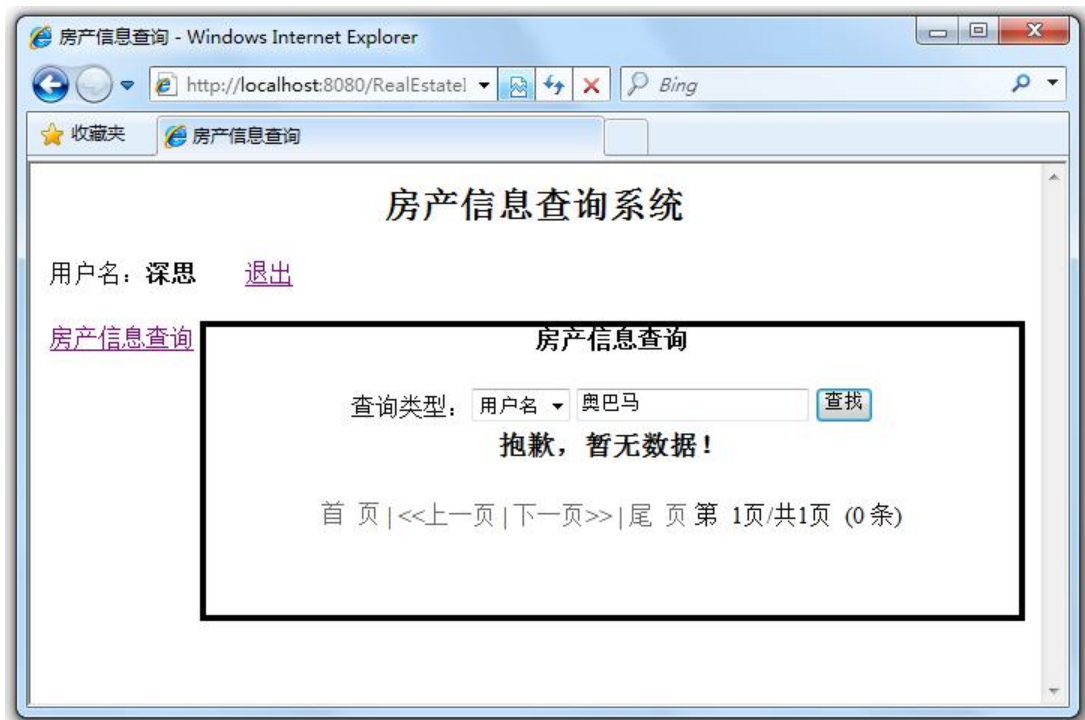 房产信息查询 - Windows Internet Explorer
http://localhost:8080/RealEstateI
Bing
收藏夹
房产信息查询
房产信息查询系统
用户名：深思 退出
房产信息查询
房产信息查询
查询类型： 用户名 奥巴马 查找
抱歉，暂无数据！
首 页 | <<上一页 | 下一页>> | 尾 页 第 1页/共1页 (0 条)